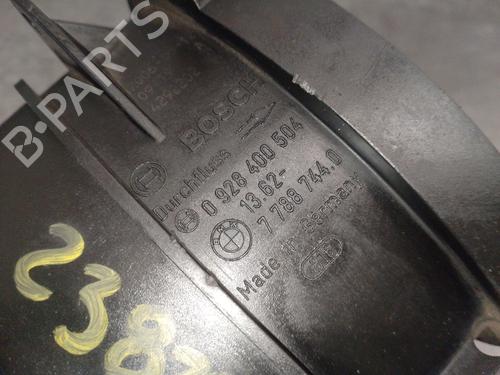 B-PARTS
BOSCH
Durchfluss
0 928 400 504
13.62-
7 788 744.0
Made in Germany
238